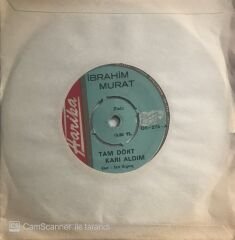 İBRAHİM
MURAT
Harika
TAM DÖRT
KARI ALDIM
CamScanner ile tarandı